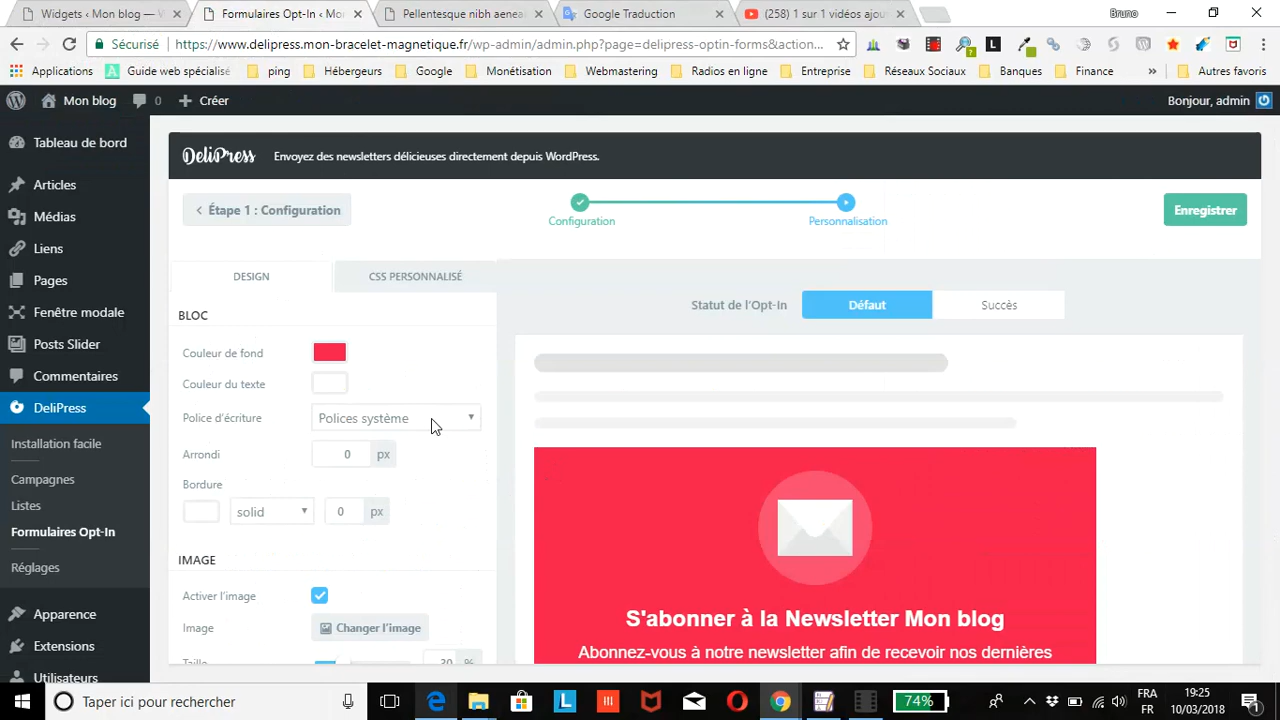 Widgets ‹ Mon blog — W
Formulaires Opt-In ‹ Mo
Pellentesque nibh aenea
Google Traduction
(258) 1 sur 1 vidéos ajou
Bruno
Sécurisé
https://www.delipress.mon-bracelet-magnetique.fr/wp-admin/admin.php?page=delipress-optin-forms&action...
Applications
Guide web spécialisé
ping
Hébergeurs
Google
Monétisation
Webmastering
Radios en ligne
Entreprise
Réseaux Sociaux
Banques
Finance
»
Autres favoris
Mon blog
0
Créer
Bonjour, admin
Tableau de bord
Articles
Médias
Liens
Pages
Fenêtre modale
Posts Slider
Commentaires
DeliPress
Installation facile
Campagnes
Listes
Formulaires Opt-In
Réglages
Apparence
Extensions
Utilisateurs
DeliPress
Envoyez des newsletters délicieuses directement depuis WordPress.
Étape 1 : Configuration
Configuration
Personnalisation
Enregistrer
DESIGN
CSS PERSONNALISÉ
BLOC
Couleur de fond
Couleur du texte
Police d'écriture
Polices système
Arrondi
0 px
Bordure
solid
0 px
IMAGE
Activer l'image
Image
Changer l'image
Taille
30 %
Statut de l'Opt-In
Défaut
Succès
S'abonner à la Newsletter Mon blog
Abonnez-vous à notre newsletter afin de recevoir nos dernières
Taper ici pour rechercher
74%
FRA
FR
19:25
10/03/2018